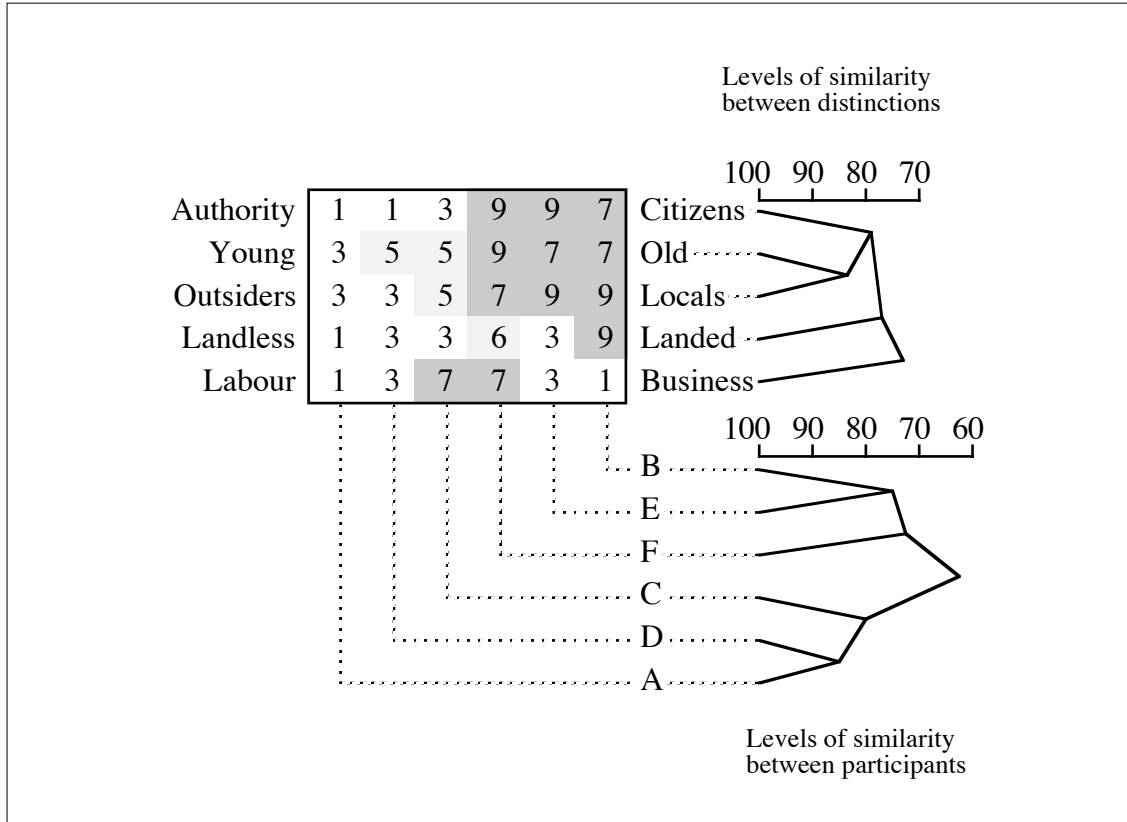 Levels of similarity
between distinctions
100 90 80 70
Authority 1 1 3 9 9 7 Citizens
Young 3 5 5 9 7 7 Old
Outsiders 3 3 5 7 9 9 Locals
Landless 1 3 3 6 3 9 Landed
Labour 1 3 7 7 3 1 Business
100 90 80 70 60
B
E
F
C
D
A
Levels of similarity
between participants